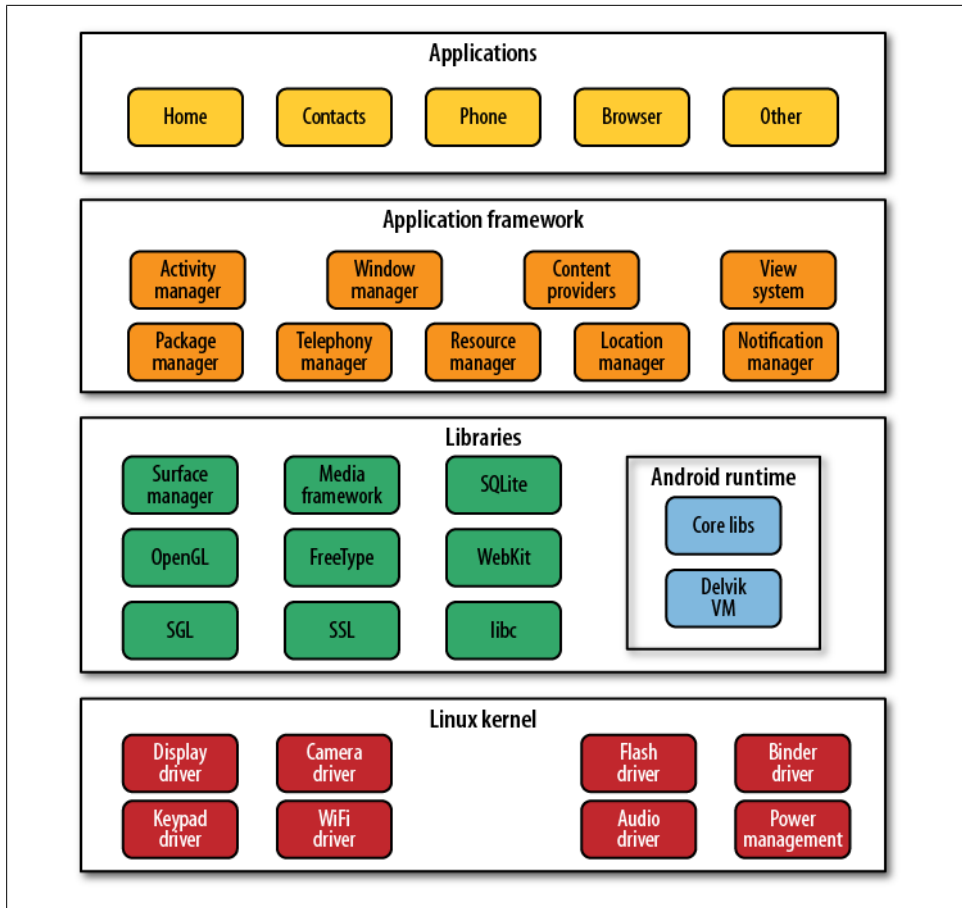 Applications
Home
Contacts
Phone
Browser
Other
Application framework
Activity
manager
Window
manager
Content
providers
View
system
Package
manager
Telephony
manager
Resource
manager
Location
manager
Notification
manager
Libraries
Surface
manager
Media
framework
SQLite
OpenGL
FreeType
WebKit
SGL
SSL
libc
Android runtime
Core libs
Delvik
VM
Linux kernel
Display
driver
Camera
driver
Flash
driver
Binder
driver
Keypad
driver
WiFi
driver
Audio
driver
Power
management